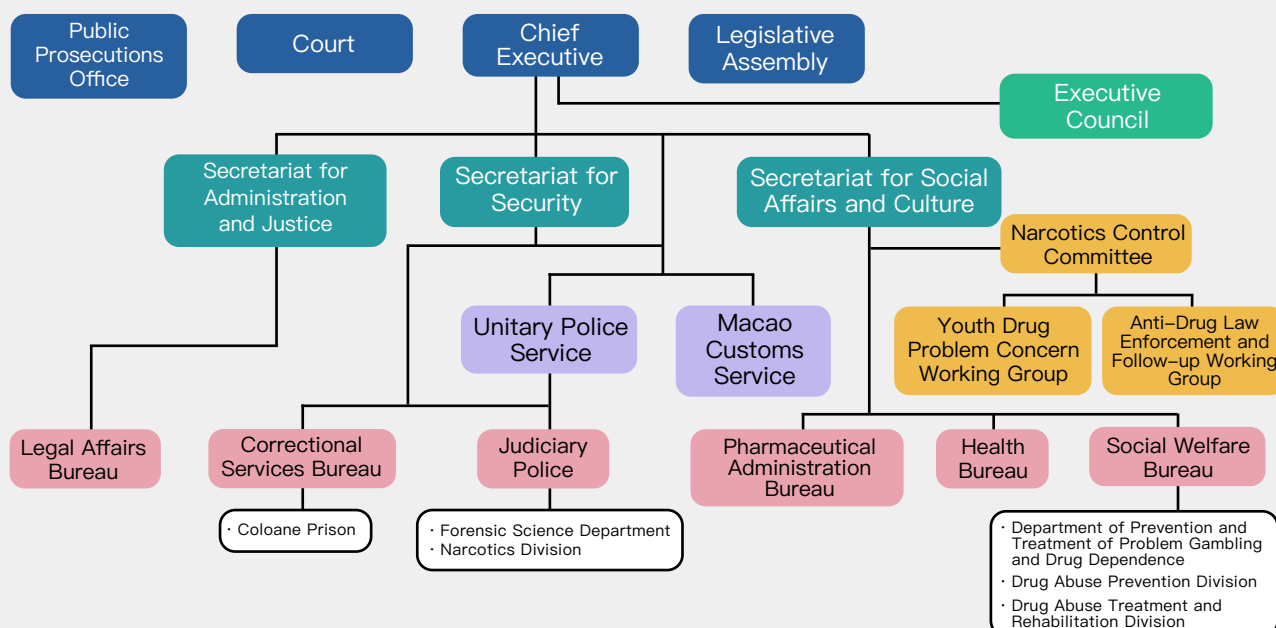 Public
Prosecutions
Office
Court
Chief
Executive
Legislative
Assembly
Executive
Council
Secretariat for
Administration
and Justice
Secretariat for
Security
Secretariat for Social
Affairs and Culture
Narcotics Control
Committee
Unitary Police
Service
Macao
Customs
Service
Youth Drug
Problem Concern
Working Group
Anti-Drug Law
Enforcement and
Follow-up Working
Group
Legal Affairs
Bureau
Correctional
Services Bureau
Judiciary
Police
Pharmaceutical
Administration
Bureau
Health
Bureau
Social Welfare
Bureau
· Coloane Prison
· Forensic Science Department
· Narcotics Division
· Department of Prevention and
Treatment of Problem Gambling
and Drug Dependence
· Drug Abuse Prevention Division
· Drug Abuse Treatment and
Rehabilitation Division